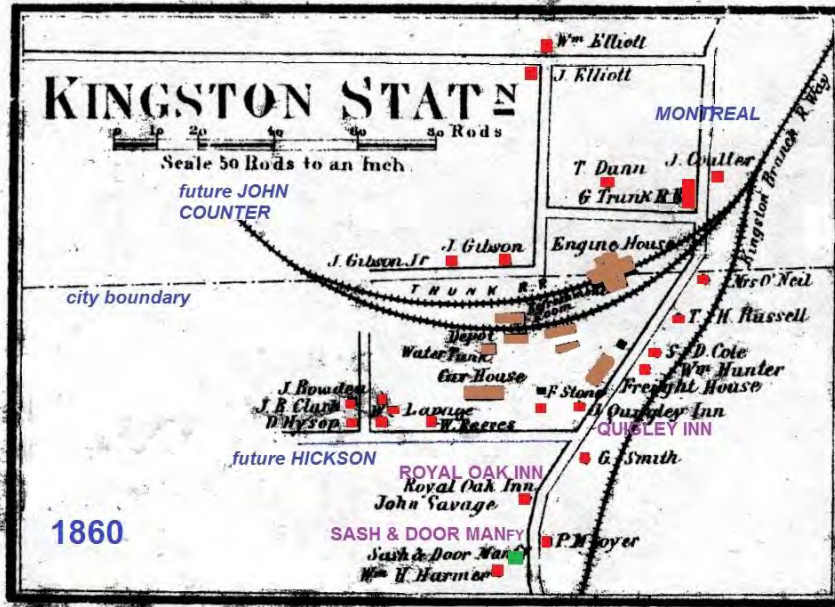 Wm Elliott
J. Elliott
KINGSTON STATN
10 20 40 60 80 Rods
Scale 50 Rods to an Inch
MONTREAL
future JOHN
COUNTER
T. Dunn
J. Coulter
G Trunk R R
Kingston Branch R. Way
J. Gibson Jr
J. Gibson
Engine House
city boundary
TRUNK R R
Mrs O'Neil
Room
T. H. Russell
Depot
Water Tank
S. D. Cole
Wm Hunter
Car House
Freight House
J. Bowden
F Stone
J. R. Clark
Lapage
Quigley Inn
D Hysop
W. Reeves
QUIGLEY INN
future HICKSON
G. Smith
ROYAL OAK INN
Royal Oak Inn
John Savage
1860
SASH & DOOR MANFY
Sash & Door Manfy
Wm H. Harmer